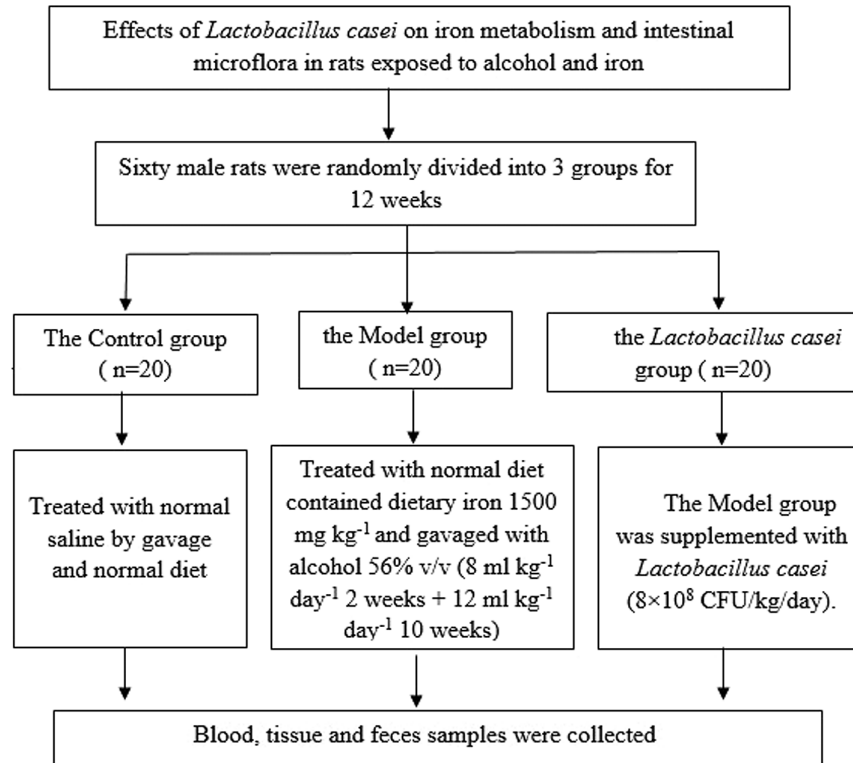 Effects of Lactobacillus casei on iron metabolism and intestinal
microflora in rats exposed to alcohol and iron
Sixty male rats were randomly divided into 3 groups for
12 weeks
The Control group
( n=20)
the Model group
( n=20)
the Lactobacillus casei
group ( n=20)
Treated with normal
saline by gavage
and normal diet
Treated with normal diet
contained dietary iron 1500
mg kg⁻¹ and gavaged with
alcohol 56% v/v (8 ml kg⁻¹
day⁻¹ 2 weeks + 12 ml kg⁻¹
day⁻¹ 10 weeks)
The Model group
was supplemented with
Lactobacillus casei
(8×10⁸ CFU/kg/day).
Blood, tissue and feces samples were collected